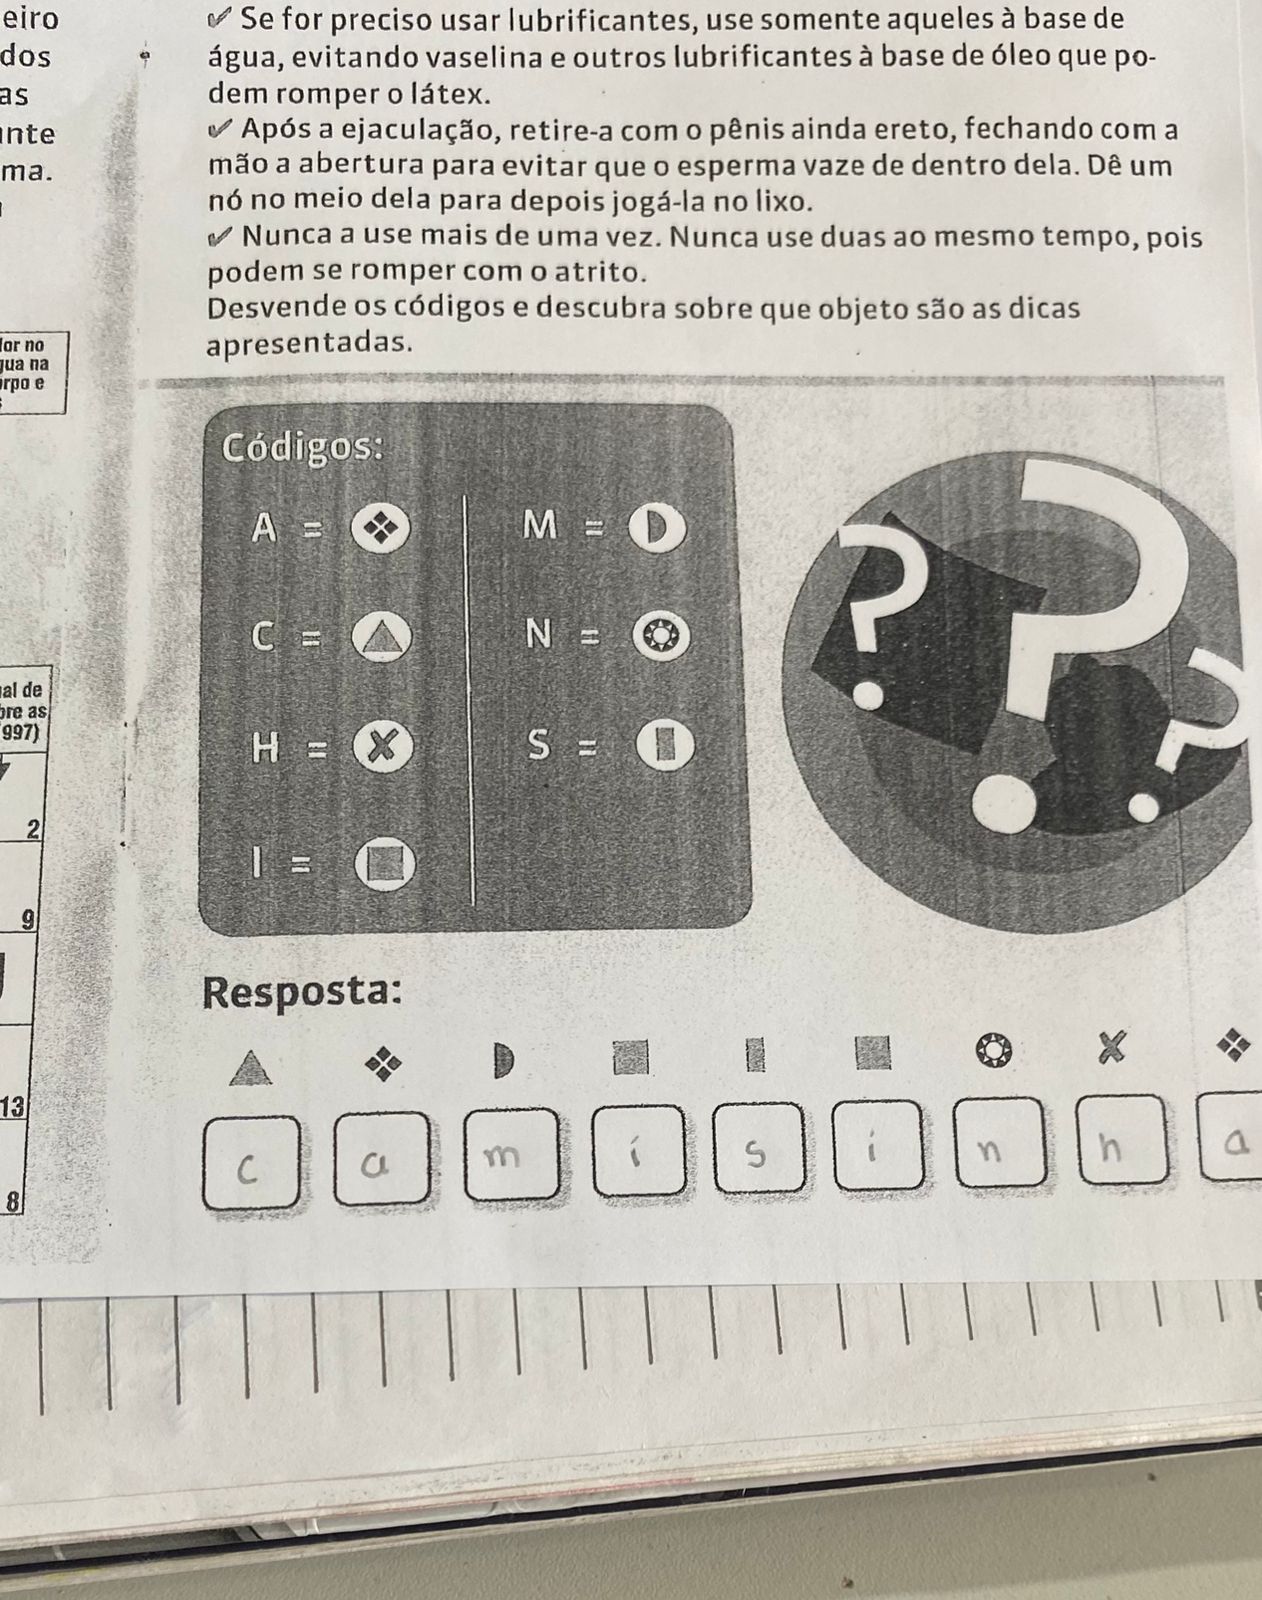 eiro
dos
as
ma.
✔ Se for preciso usar lubrificantes, use somente aqueles à base de
água, evitando vaselina e outros lubrificantes à base de óleo que po-
dem romper o látex.
✔ Após a ejaculação, retire-a com o pênis ainda ereto, fechando com a
mão a abertura para evitar que o esperma vaze de dentro dela. Dê um
nó no meio dela para depois jogá-la no lixo.
✔ Nunca a use mais de uma vez. Nunca use duas ao mesmo tempo, pois
podem se romper com o atrito.
Desvende os códigos e descubra sobre que objeto são as dicas
apresentadas.
lar no
gua na
orpo e
al de
bre as
997)
2
9
13
8
Códigos:
A =
C =
H =
I =
M =
N =
S =
? ? ?
Resposta:
c a m i s i n h a